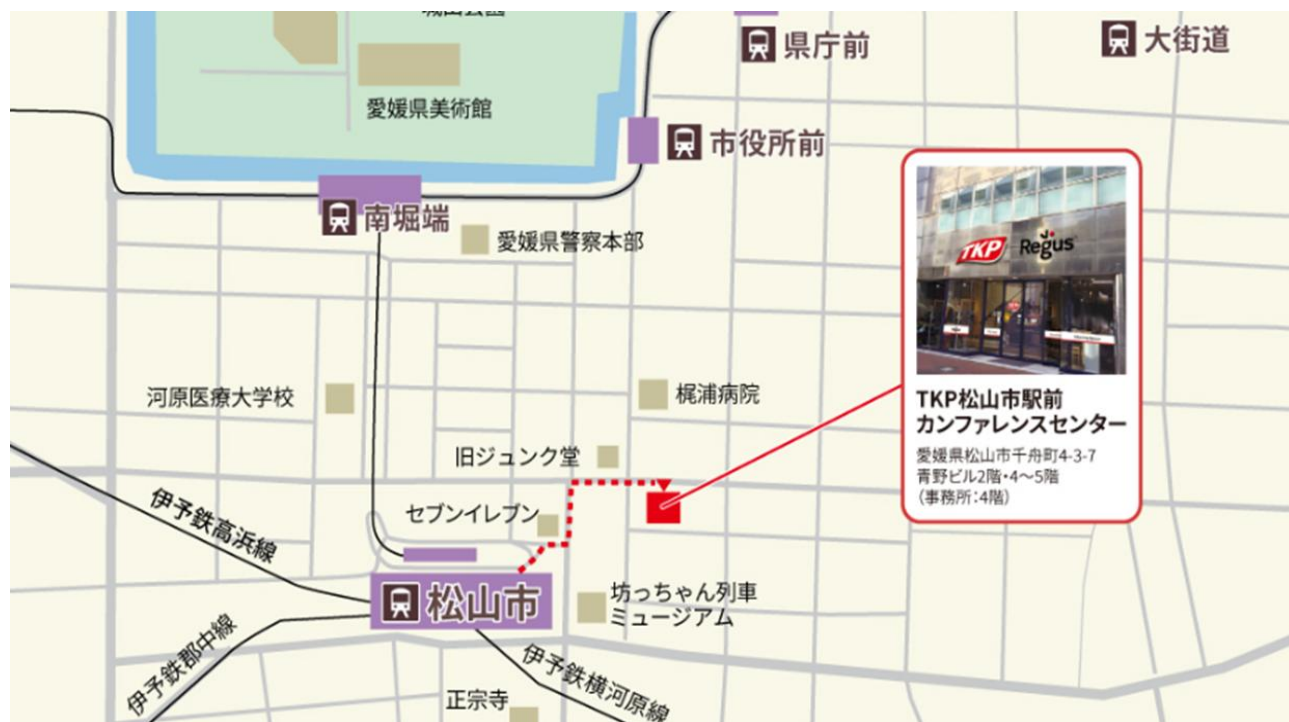 城山公園
県庁前
大街道
愛媛県美術館
市役所前
南堀端
愛媛県警察本部
TKP Regus
河原医療大学校
梶浦病院
TKP松山市駅前
カンファレンスセンター
愛媛県松山市千舟町4-3-7
青野ビル2階・4～5階
（事務所：4階）
旧ジュンク堂
セブンイレブン
伊予鉄高浜線
松山市
坊っちゃん列車
ミュージアム
伊予鉄郡中線
伊予鉄横河原線
正宗寺